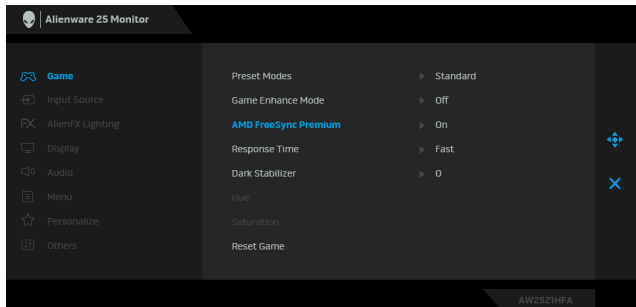 Alienware 25 Monitor
Game
Input Source
AlienFX Lighting
Display
Audio
Menu
Personalize
Others
Preset Modes Standard
Game Enhance Mode Off
AMD FreeSync Premium On
Response Time Fast
Dark Stabilizer 0
Hue
Saturation
Reset Game
AW2521HFA